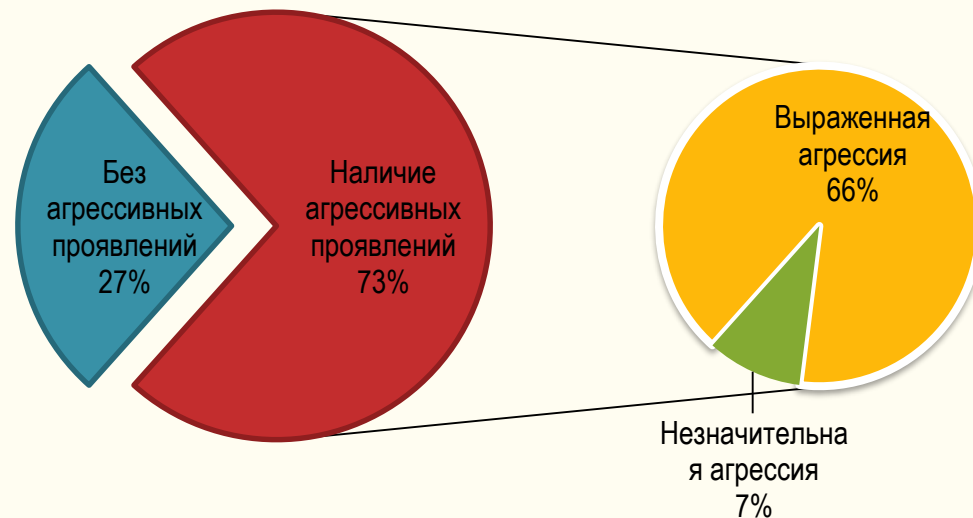 Без
агрессивных
проявлений
27%
Наличие
агрессивных
проявлений
73%
Выраженная
агрессия
66%
Незначительна
я агрессия
7%